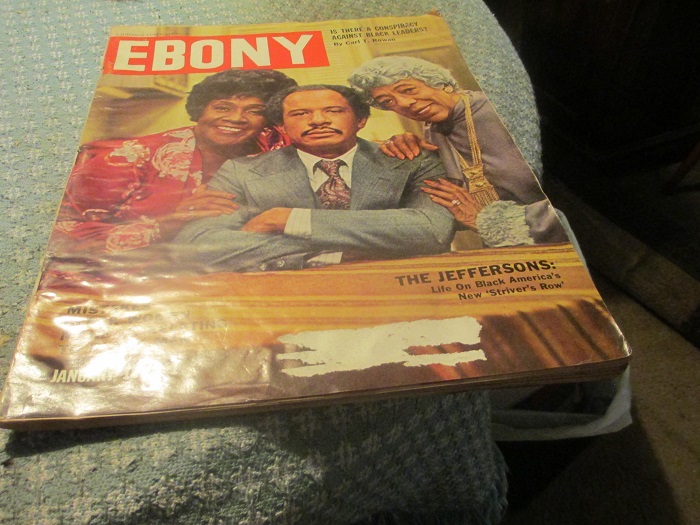 EBONY
IS THERE A CONSPIRACY
AGAINST BLACK LEADERS?
By Carl T. Rowan
THE JEFFERSONS:
Life On Black America's
New 'Striver's Row'
JANUARY